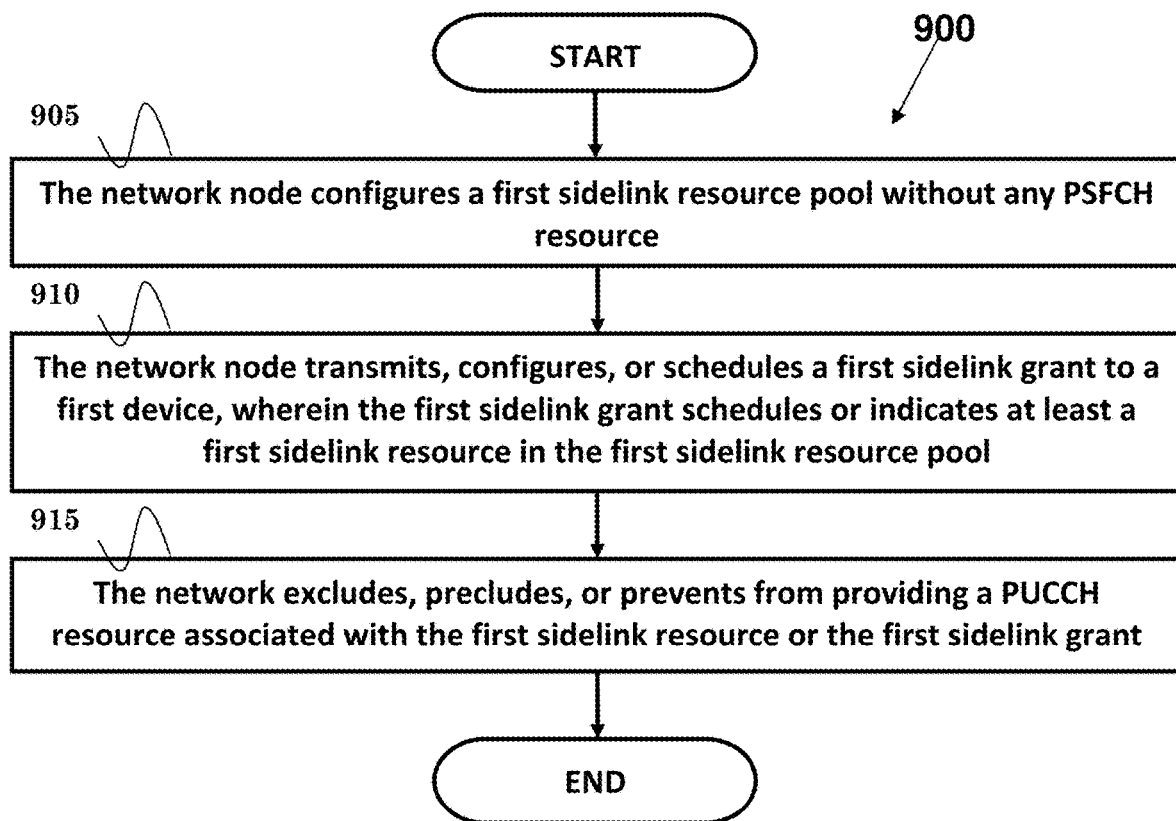 START
900
905
The network node configures a first sidelink resource pool without any PSFCH
resource
910
The network node transmits, configures, or schedules a first sidelink grant to a
first device, wherein the first sidelink grant schedules or indicates at least a
first sidelink resource in the first sidelink resource pool
915
The network excludes, precludes, or prevents from providing a PUCCH
resource associated with the first sidelink resource or the first sidelink grant
END